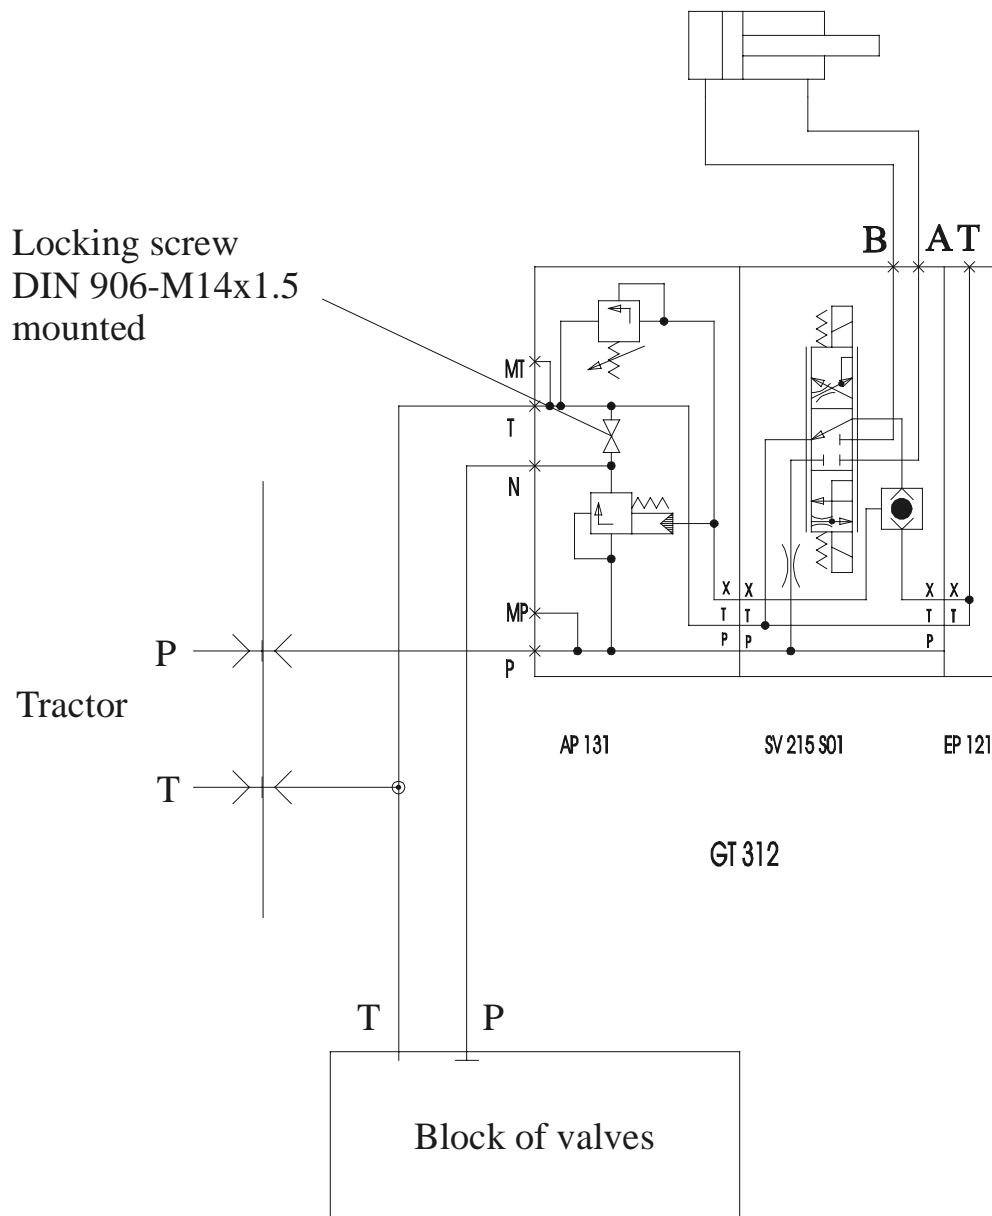 B A T
Locking screw
DIN 906-M14x1.5
mounted
MT
T
N
X X X X
MP T T T T
P P P P
P
Tractor
AP 131 SV 215 S01 EP 121
T
GT 312
T P
Block of valves